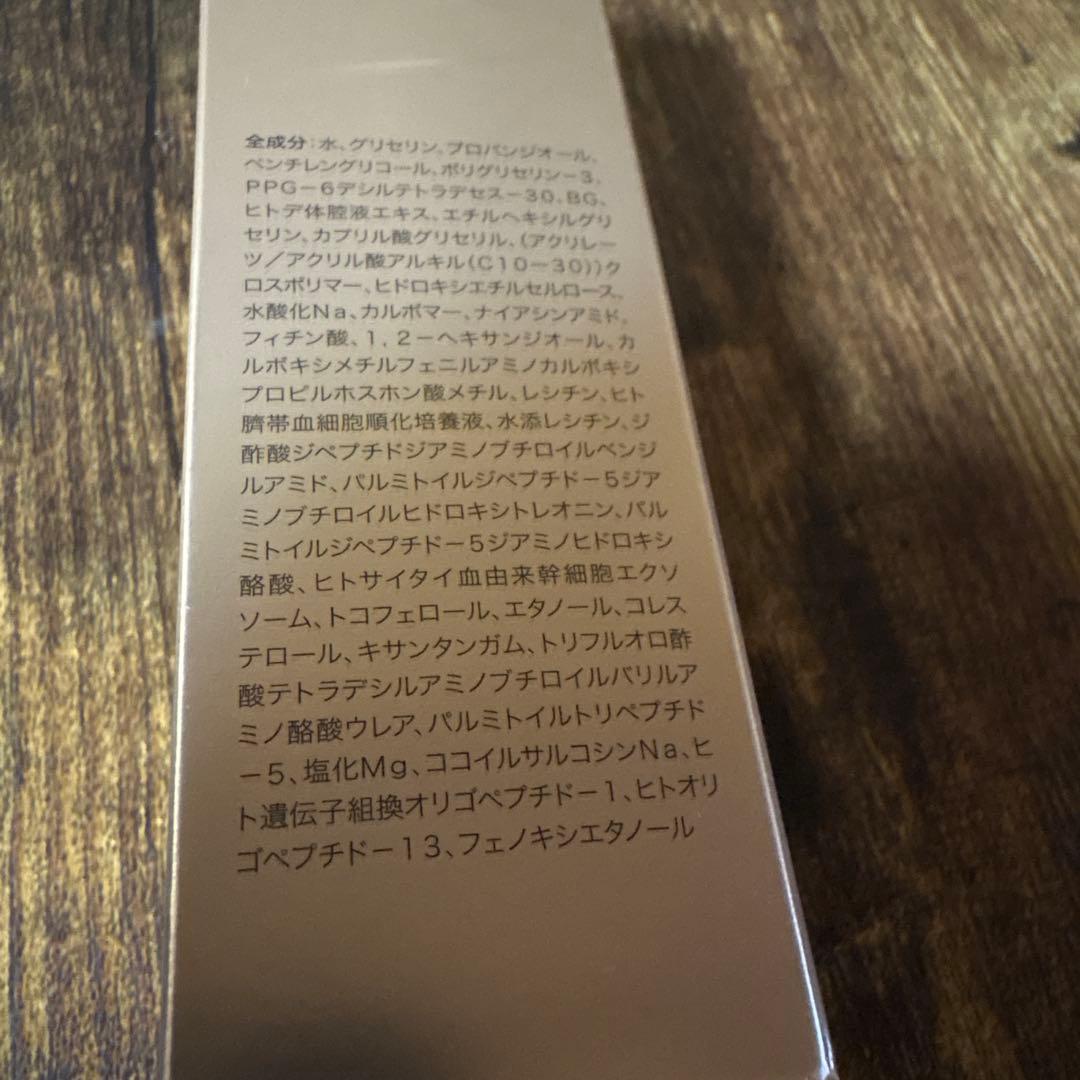 全成分：水、グリセリン、プロパンジオール、
ペンチレングリコール、ポリグリセリン－3、
PPG－6デシルテトラデセス－30、BG、
ヒトデ体腔液エキス、エチルヘキシルグリ
セリン、カプリル酸グリセリル、（アクリレー
ツ／アクリル酸アルキル（C10－30））ク
ロスポリマー、ヒドロキシエチルセルロース、
水酸化Na、カルボマー、ナイアシンアミド、
フィチン酸、1，2－ヘキサンジオール、カ
ルボキシメチルフェニルアミノカルボキシ
プロピルホスホン酸メチル、レシチン、ヒト
臍帯血細胞順化培養液、水添レシチン、ジ
酢酸ジペプチドジアミノブチロイルベンジ
ルアミド、パルミトイルジペプチド－5ジア
ミノブチロイルヒドロキシトレオニン、パル
ミトイルジペプチド－5ジアミノヒドロキシ
酪酸、ヒトサイタイ血由来幹細胞エクソ
ソーム、トコフェロール、エタノール、コレス
テロール、キサンタンガム、トリフルオロ酢
酸テトラデシルアミノブチロイルバリルア
ミノ酪酸ウレア、パルミトイルトリペプチド
－5、塩化Mg、ココイルサルコシンNa、ヒ
ト遺伝子組換オリゴペプチド－1、ヒトオリ
ゴペプチド－13、フェノキシエタノール